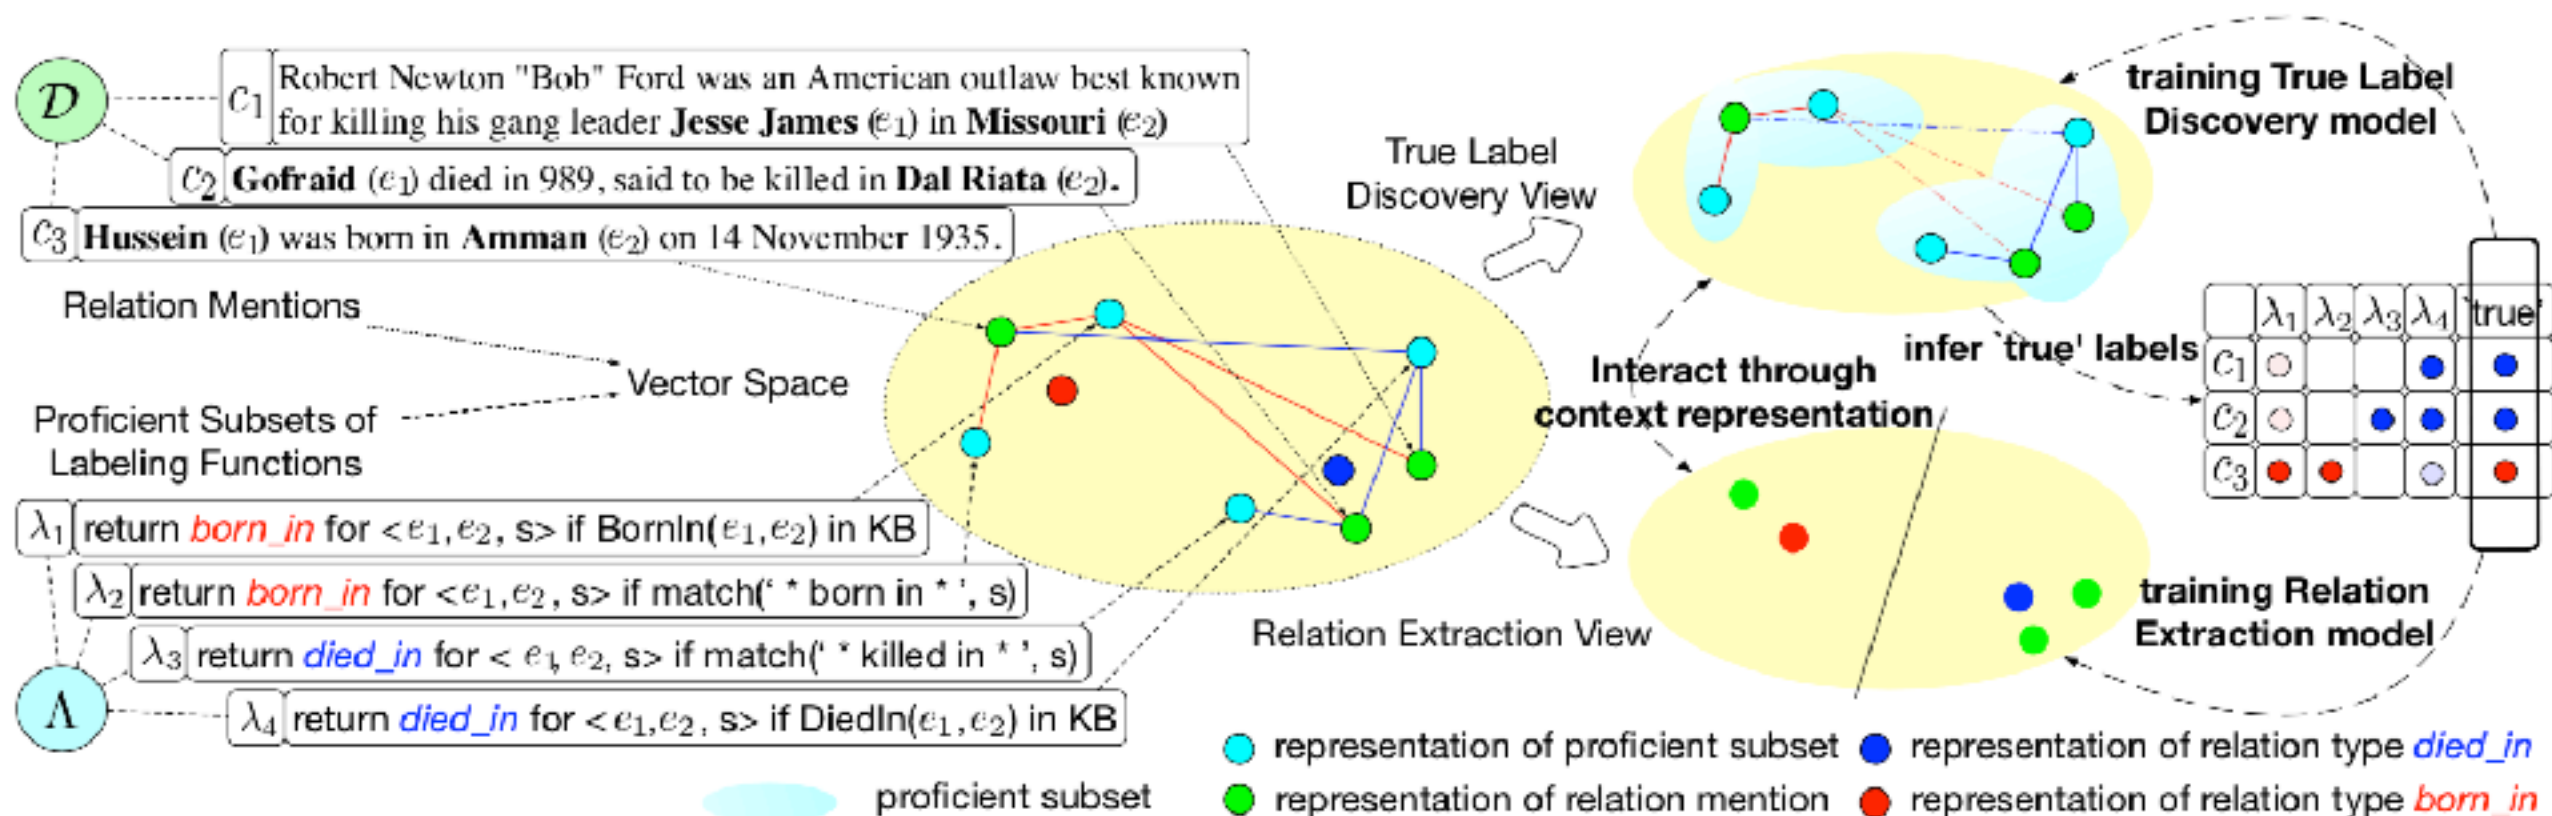 D
c1 Robert Newton "Bob" Ford was an American outlaw best known
for killing his gang leader Jesse James (e1) in Missouri (e2)
c2 Gofraid (e1) died in 989, said to be killed in Dal Riata (e2).
c3 Hussein (e1) was born in Amman (e2) on 14 November 1935.
Relation Mentions
Vector Space
Proficient Subsets of
Labeling Functions
λ1 return born_in for <e1,e2, s> if BornIn(e1,e2) in KB
λ2 return born_in for <e1,e2, s> if match(‘ * born in * ’, s)
λ3 return died_in for < e1, e2, s> if match(‘ * killed in * ’, s)
Λ
λ4 return died_in for <e1,e2, s> if DiedIn(e1,e2) in KB
True Label
Discovery View
Relation Extraction View
training True Label
Discovery model
Interact through
context representation
infer `true' labels
λ1 λ2 λ3 λ4 `true'
c1
c2
c3
training Relation
Extraction model
representation of proficient subset
representation of relation type died_in
proficient subset
representation of relation mention
representation of relation type born_in